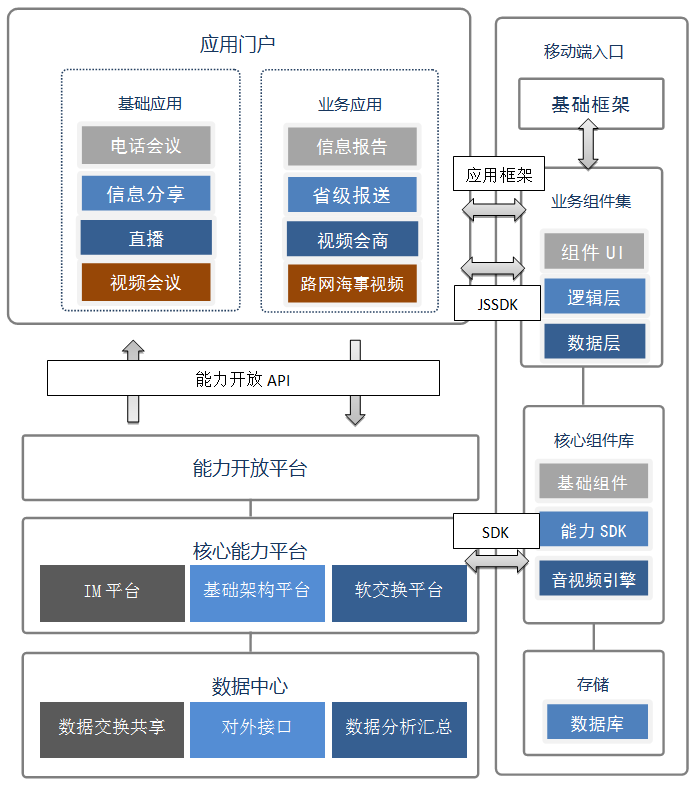 应用门户
基础应用
电话会议
信息分享
直播
视频会议
业务应用
信息报告
省级报送
视频会商
路网海事视频
能力开放 API
能力开放平台
核心能力平台
IM 平台
基础架构平台
软交换平台
数据中心
数据交换共享
对外接口
数据分析汇总
应用框架
JSSDK
SDK
移动端入口
基础框架
业务组件集
组件 UI
逻辑层
数据层
核心组件库
基础组件
能力 SDK
音视频引擎
存储
数据库